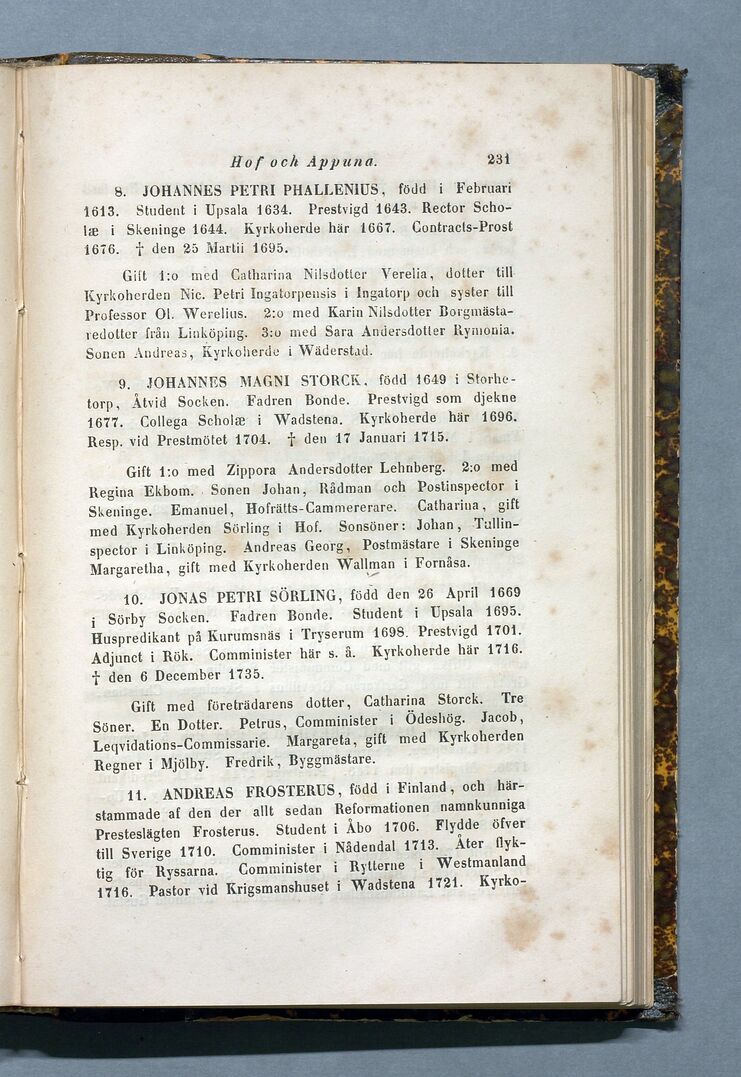 Hof och Appuna. 231
8. JOHANNES PETRI PHALLENIUS, född i Februari
1613. Student i Upsala 1634. Prestvigd 1643. Rector Scho-
læ i Skeninge 1644. Kyrkoherde här 1667. Contracts-Prost
1676. † den 25 Martii 1695.
Gift 1:o med Catharina Nilsdotter Verelia, dotter till
Kyrkoherden Nic. Petri Ingatorpensis i Ingatorp och syster till
Professor Ol. Werelius. 2:o med Karin Nilsdotter Borgmästa-
redotter från Linköping. 3:o med Sara Andersdotter Rymonia.
Sonen Andreas, Kyrkoherde i Wäderstad.
9. JOHANNES MAGNI STORCK, född 1649 i Storhe-
torp, Åtvid Socken. Fadren Bonde. Prestvigd som djekne
1677. Collega Scholæ i Wadstena. Kyrkoherde här 1696.
Resp. vid Prestmötet 1704. † den 17 Januari 1715.
Gift 1:o med Zippora Andersdotter Lehnberg. 2:o med
Regina Ekbom. Sonen Johan, Rådman och Postinspector i
Skeninge. Emanuel, Hofrätts-Cammererare. Catharina, gift
med Kyrkoherden Sörling i Hof. Sonsöner: Johan, Tullin-
spector i Linköping. Andreas Georg, Postmästare i Skeninge
Margaretha, gift med Kyrkoherden Wallman i Fornåsa.
10. JONAS PETRI SÖRLING, född den 26 April 1669
i Sörby Socken. Fadren Bonde. Student i Upsala 1695.
Huspredikant på Kurumsnäs i Tryserum 1698. Prestvigd 1701.
Adjunct i Rök. Comminister här s. å. Kyrkoherde här 1716.
† den 6 December 1735.
Gift med företrädarens dotter, Catharina Storck. Tre
Söner. En Dotter. Petrus, Comminister i Ödeshög. Jacob,
Leqvidations-Commissarie. Margareta, gift med Kyrkoherden
Regner i Mjölby. Fredrik, Byggmästare.
11. ANDREAS FROSTERUS, född i Finland, och här-
stammade af den der allt sedan Reformationen namnkunniga
Presteslägten Frosterus. Student i Åbo 1706. Flydde öfver
till Sverige 1710. Comminister i Nådendal 1713. Åter flyk-
tig för Ryssarna. Comminister i Rytterne i Westmanland
1716. Pastor vid Krigsmanshuset i Wadstena 1721. Kyrko-